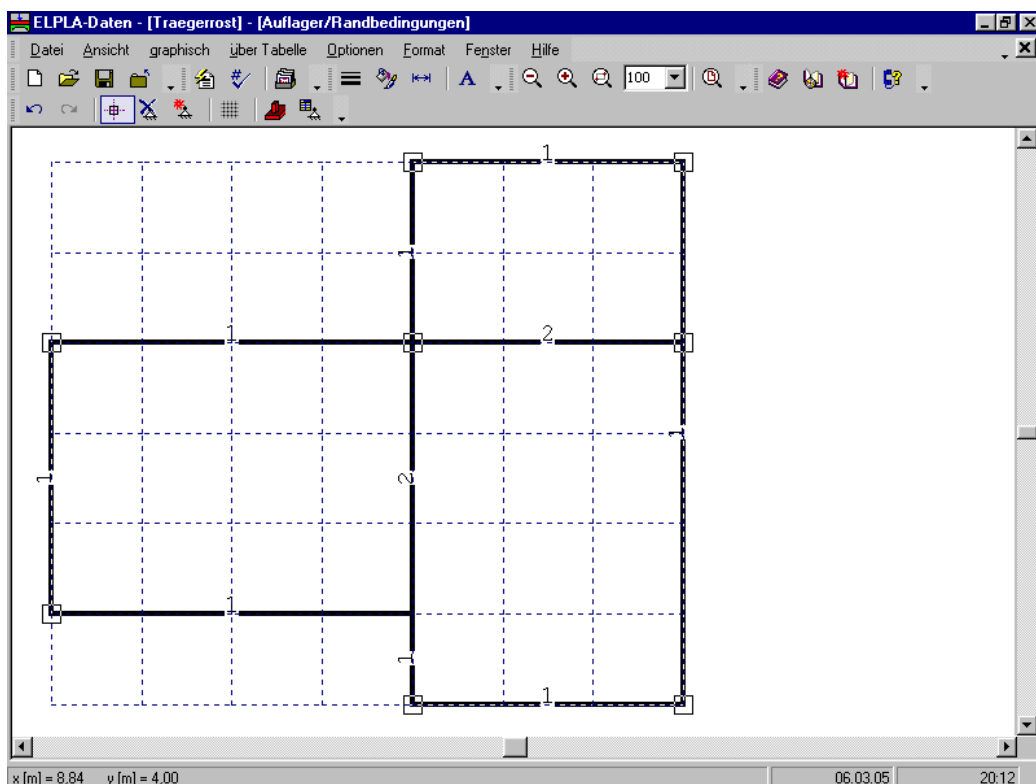 ELPLA-Daten - [Traegerrost] - [Auflager/Randbedingungen]
Datei Ansicht graphisch über Tabelle Optionen Format Fenster Hilfe
A 100
1
1
1 2
1
1 2
1
1
1
x [m] = 8.84 y [m] = 4.00 06.03.05 20:12